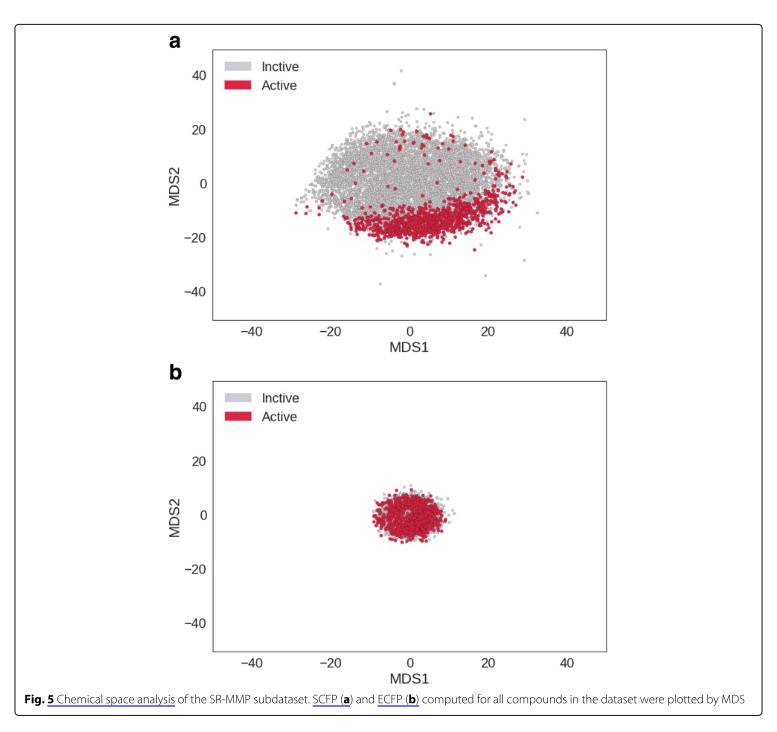 a
Inctive
Active
40
20
0
−20
−40
MDS2
−40 −20 0 20 40
MDS1
b
Inctive
Active
40
20
0
−20
−40
MDS2
−40 −20 0 20 40
MDS1
Fig. 5 Chemical space analysis of the SR-MMP subdataset. SCFP (a) and ECFP (b) computed for all compounds in the dataset were plotted by MDS